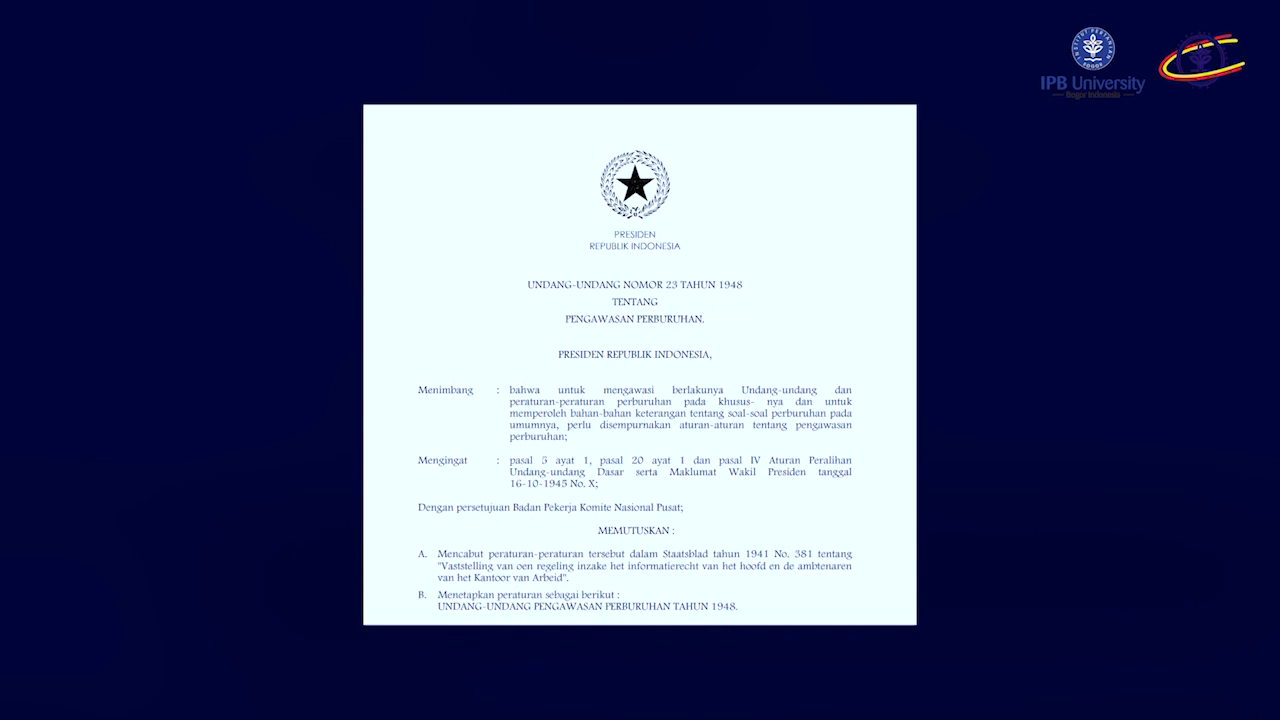 INSTITUT PERTANIAN
BOGOR
IPB University
Bogor Indonesia
PRESIDEN
REPUBLIK INDONESIA
UNDANG-UNDANG NOMOR 23 TAHUN 1948
TENTANG
PENGAWASAN PERBURUHAN.
PRESIDEN REPUBLIK INDONESIA,
Menimbang : bahwa untuk mengawasi berlakunya Undang-undang dan
peraturan-peraturan perburuhan pada khusus- nya dan untuk
memperoleh bahan-bahan keterangan tentang soal-soal perburuhan pada
umumnya, perlu disempurnakan aturan-aturan tentang pengawasan
perburuhan;
Mengingat : pasal 5 ayat 1, pasal 20 ayat 1 dan pasal IV Aturan Peralihan
Undang-undang Dasar serta Maklumat Wakil Presiden tanggal
16-10-1945 No. X;
Dengan persetujuan Badan Pekerja Komite Nasional Pusat;
MEMUTUSKAN :
A. Mencabut peraturan-peraturan tersebut dalam Staatsblad tahun 1941 No. 381 tentang
"Vaststelling van oen regeling inzake het informatierecht van het hoofd en de ambtenaren
van het Kantoor van Arbeid".
B. Menetapkan peraturan sebagai berikut :
UNDANG-UNDANG PENGAWASAN PERBURUHAN TAHUN 1948.